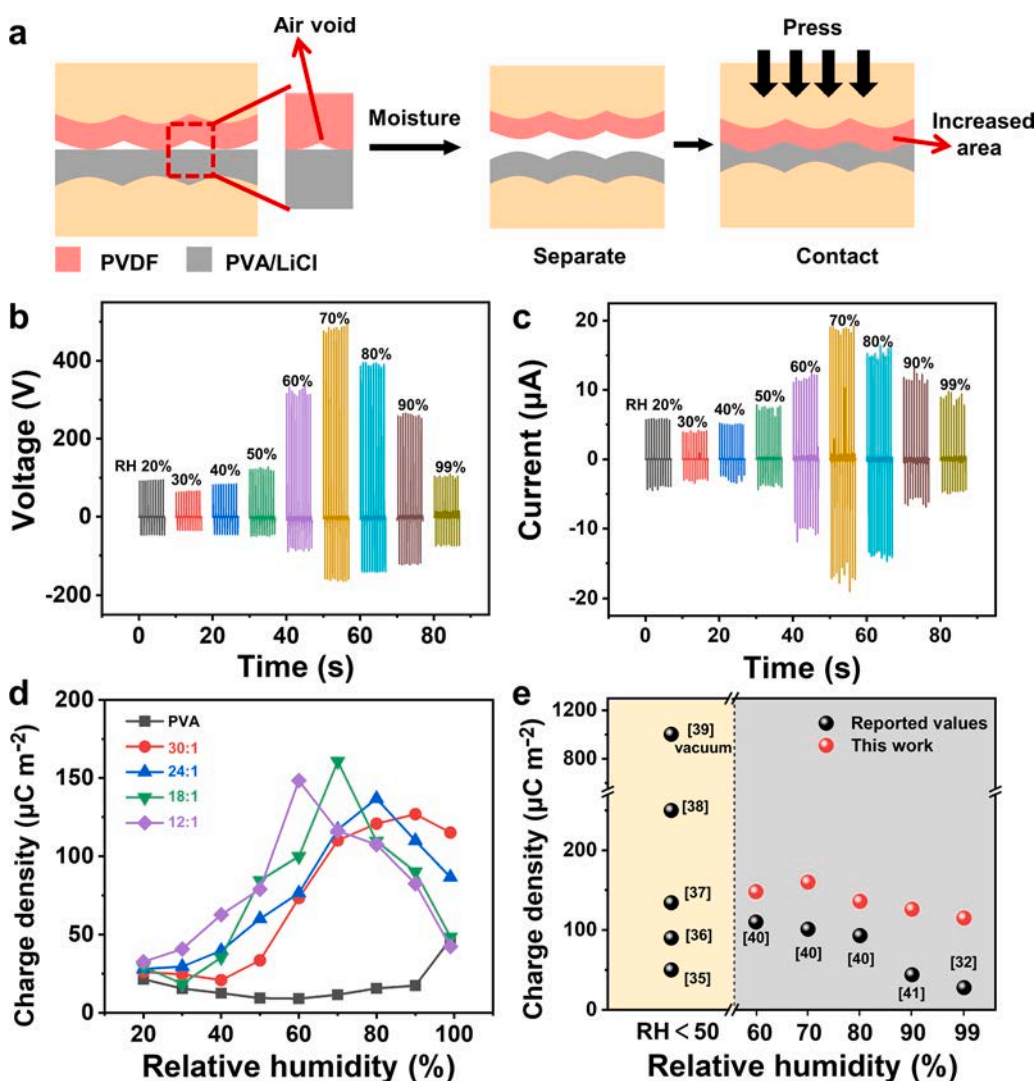 a
Air void
Press
Moisture
Increased
area
PVDF
PVA/LiCl
Separate
Contact
b
Voltage (V)
400
200
0
-200
RH 20%
30%
40%
50%
60%
70%
80%
90%
99%
0
20
40
60
80
Time (s)
c
Current (μA)
20
10
0
-10
-20
RH 20%
30%
40%
50%
60%
70%
80%
90%
99%
0
20
40
60
80
Time (s)
d
Charge density (μC m⁻²)
200
150
100
50
0
PVA
30:1
24:1
18:1
12:1
20
40
60
80
100
Relative humidity (%)
e
Charge density (μC m⁻²)
1200
1000
800
200
100
0
[39]
vacuum
[38]
[37]
[36]
[35]
Reported values
This work
[40]
[40]
[40]
[41]
[32]
RH < 50
60
70
80
90
99
Relative humidity (%)